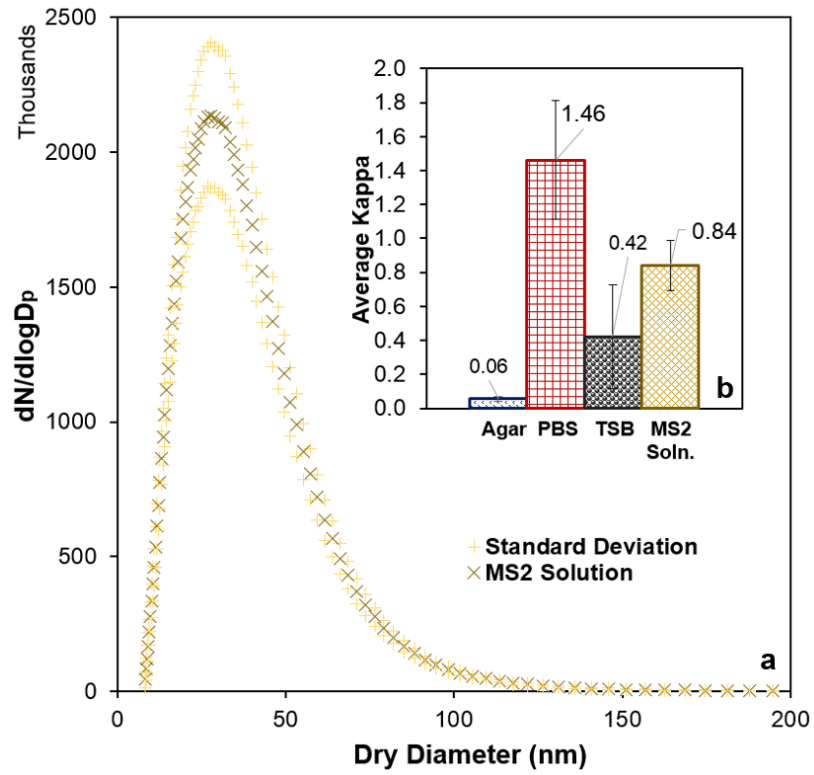 Thousands
dN/dlogDp
2500
2000
1500
1000
500
0
0 50 100 150 200
Dry Diameter (nm)
Average Kappa
2.0
1.8
1.6
1.4
1.2
1.0
0.8
0.6
0.4
0.2
0.0
0.06
1.46
0.42
0.84
Agar PBS TSB MS2
Soln.
b
Standard Deviation
MS2 Solution
a